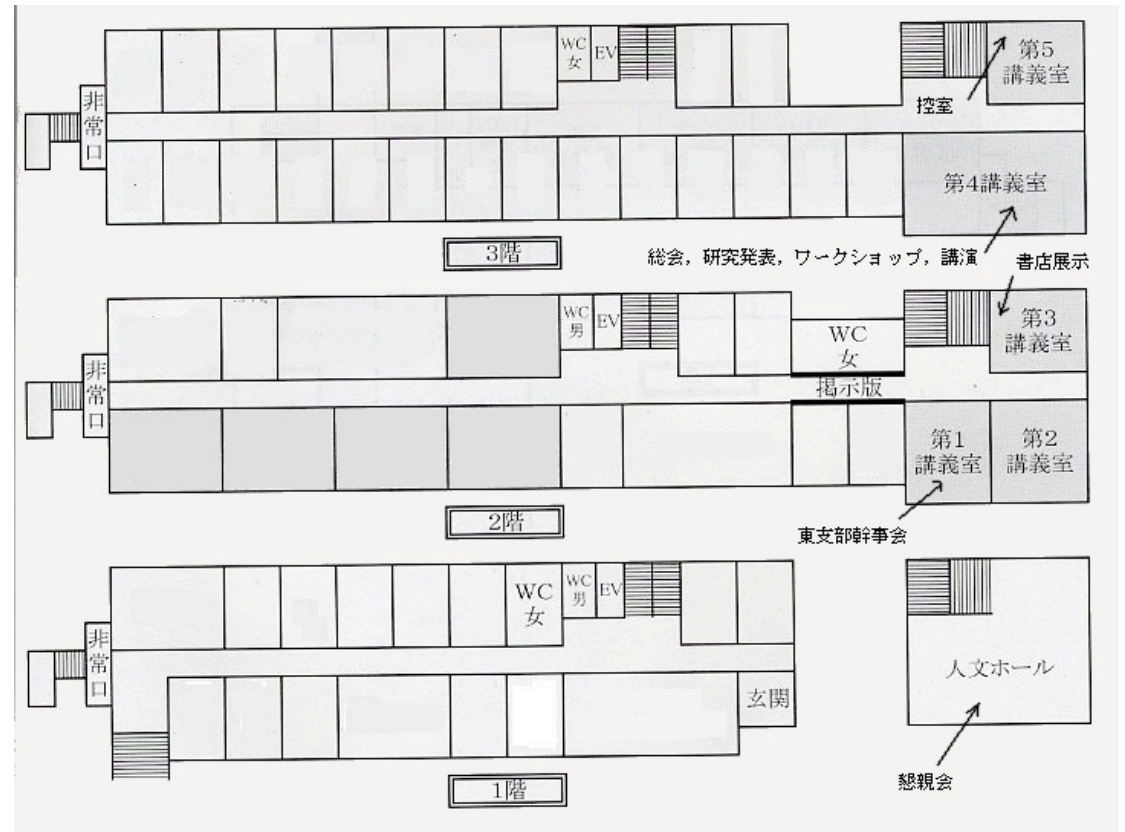 WC
女
EV
第5
講義室
控室
非
常
口
第4講義室
3階
総会，研究発表，ワークショップ，講演
書店展示
WC
男
EV
WC
女
第3
講義室
非
常
口
掲示版
第1
講義室
第2
講義室
2階
東支部幹事会
WC
女
WC
男
EV
非
常
口
人文ホール
玄関
懇親会
1階